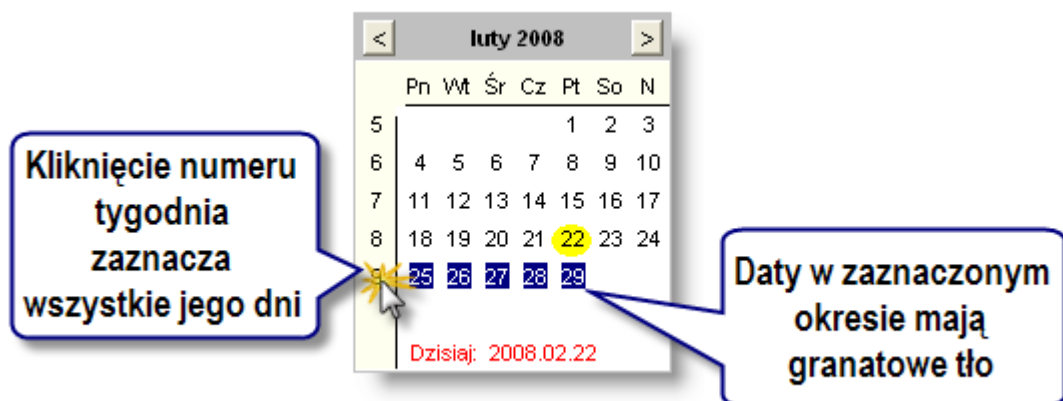 < luty 2008 >
Pn Wt Śr Cz Pt So N
5 1 2 3
6 4 5 6 7 8 9 10
7 11 12 13 14 15 16 17
8 18 19 20 21 22 23 24
9 25 26 27 28 29
Dzisiaj: 2008.02.22
Kliknięcie numeru
tygodnia
zaznacza
wszystkie jego dni
Daty w zaznaczonym
okresie mają
granatowe tło